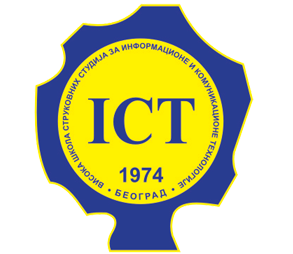 ВИСОКА ШКОЛА СТРУКОВНИХ СТУДИЈА ЗА ИНФОРМАЦИОНЕ И КОМУНИКАЦИОНЕ ТЕХНОЛОГИЈЕ
ICT
1974
• БЕОГРАД •